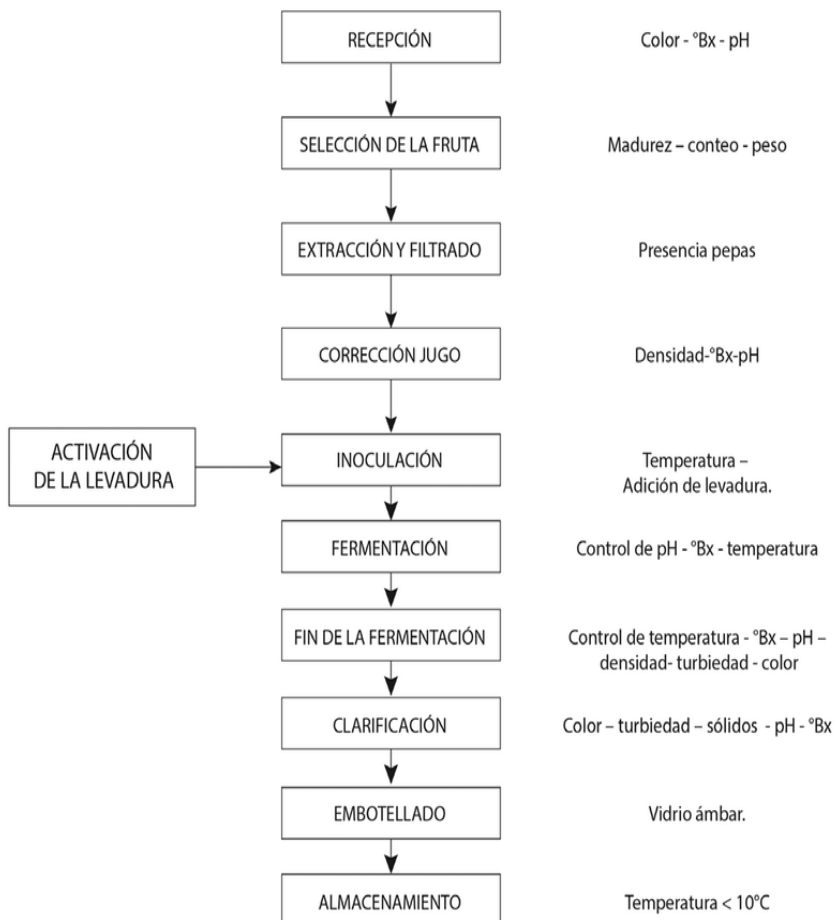 RECEPCIÓN
Color - °Bx - pH
SELECCIÓN DE LA FRUTA
Madurez – conteo - peso
EXTRACCIÓN Y FILTRADO
Presencia pepas
CORRECCIÓN JUGO
Densidad-°Bx-pH
ACTIVACIÓN
DE LA LEVADURA
INOCULACIÓN
Temperatura –
Adición de levadura.
FERMENTACIÓN
Control de pH - °Bx - temperatura
FIN DE LA FERMENTACIÓN
Control de temperatura - °Bx – pH –
densidad- turbiedad - color
CLARIFICACIÓN
Color – turbiedad – sólidos - pH - °Bx
EMBOTELLADO
Vidrio ámbar.
ALMACENAMIENTO
Temperatura < 10°C